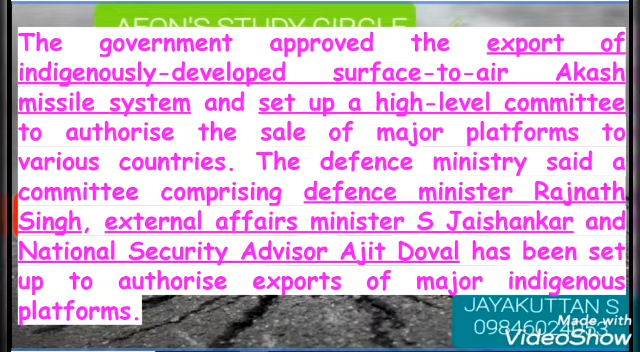 AEON'S STUDY CIRCLE
The government approved the export of
indigenously-developed surface-to-air Akash
missile system and set up a high-level committee
to authorise the sale of major platforms to
various countries. The defence ministry said a
committee comprising defence minister Rajnath
Singh, external affairs minister S Jaishankar and
National Security Advisor Ajit Doval has been set
up to authorise exports of major indigenous
platforms.
JAYAKUTTAN S
Made with
VideoShow